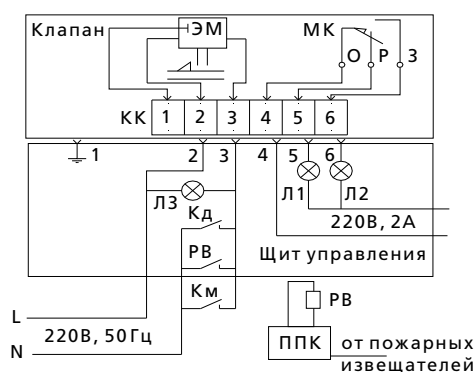 Клапан ЭМ МК
О Р З
КК 1 2 3 4 5 6
1 2 3 4 5 6
Л3 Л1 Л2
Кд 220В, 2А
РВ Щит управления
Км
L
220В, 50Гц РВ
N ППК от пожарных
извещателей